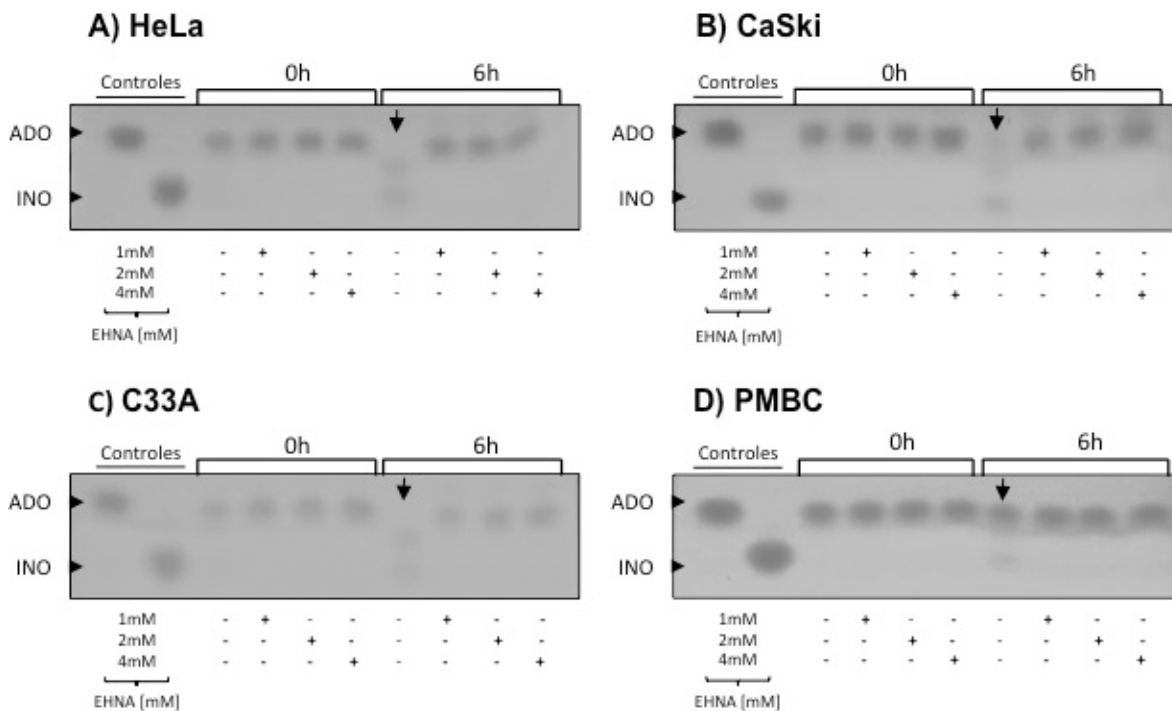 A) HeLa
Controles 0h 6h
ADO
INO
1mM - + - - - + - -
2mM - - + - - - + -
4mM - - - + - - - +
EHNA [mM]
B) CaSki
Controles 0h 6h
ADO
INO
1mM - + - - - + - -
2mM - - + - - - + -
4mM - - - + - - - +
EHNA [mM]
C) C33A
Controles 0h 6h
ADO
INO
1mM - + - - - + - -
2mM - - + - - - + -
4mM - - - + - - - +
EHNA [mM]
D) PMBC
Controles 0h 6h
ADO
INO
1mM - + - - - + - -
2mM - - + - - - + -
4mM - - - + - - - +
EHNA [mM]